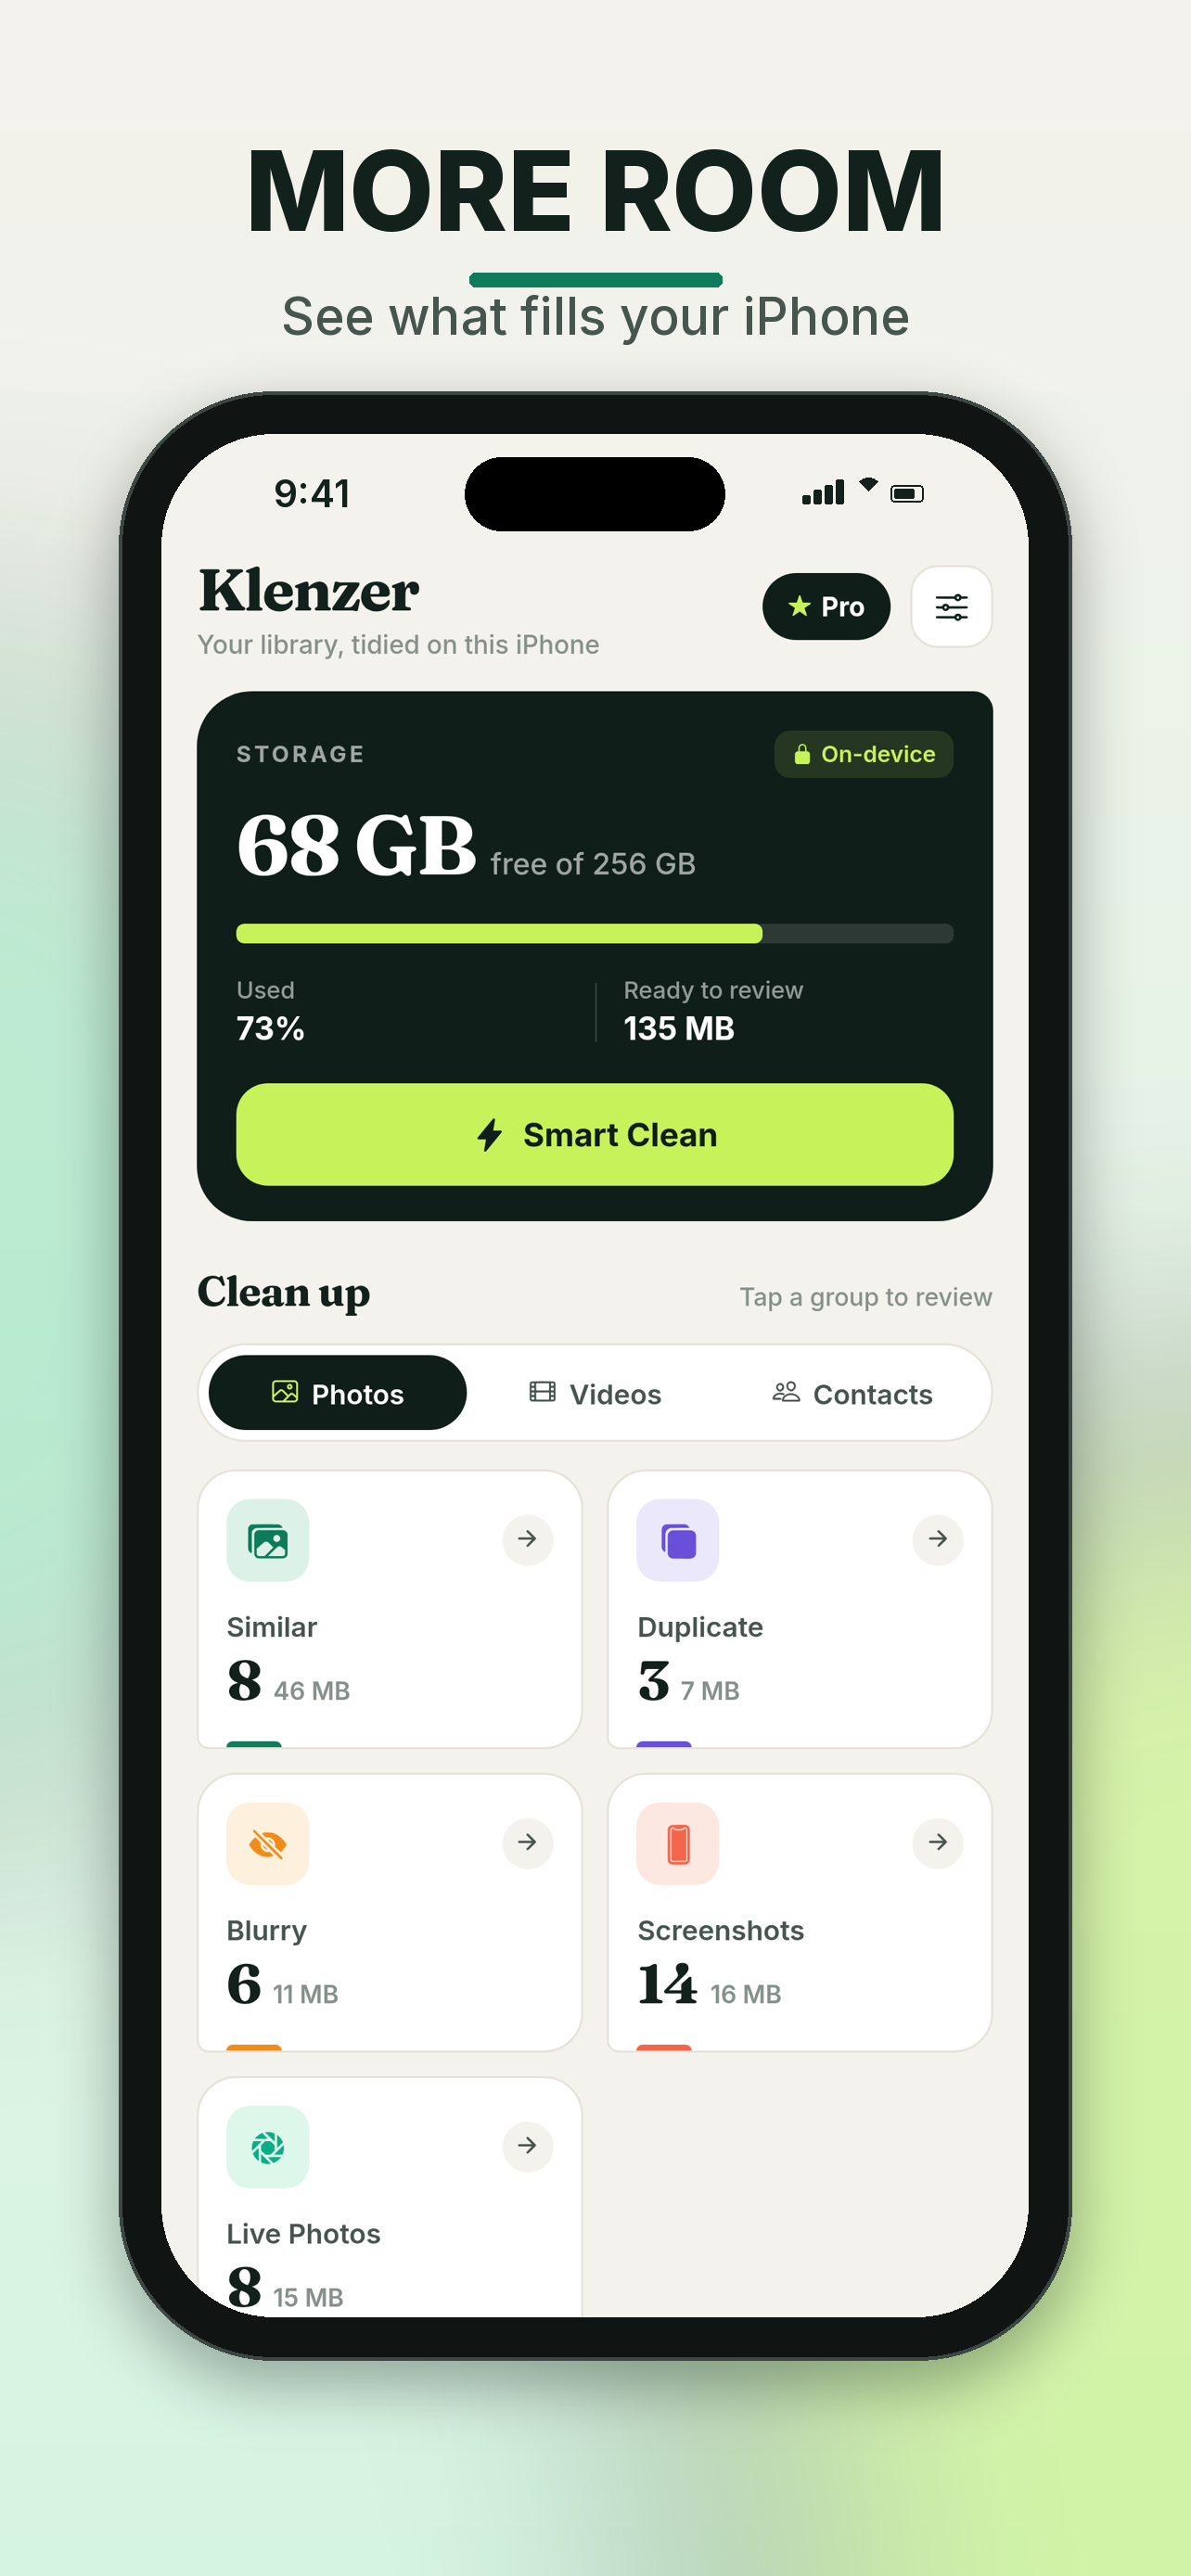 MORE ROOM
See what fills your iPhone
9:41
Klenzer
Pro
Your library, tidied on this iPhone
STORAGE
On-device
68 GB free of 256 GB
Used
Ready to review
73%
135 MB
Smart Clean
Clean up
Tap a group to review
Photos
Videos
Contacts
Similar
8 46 MB
Duplicate
3 7 MB
Blurry
6 11 MB
Screenshots
14 16 MB
Live Photos
8 15 MB